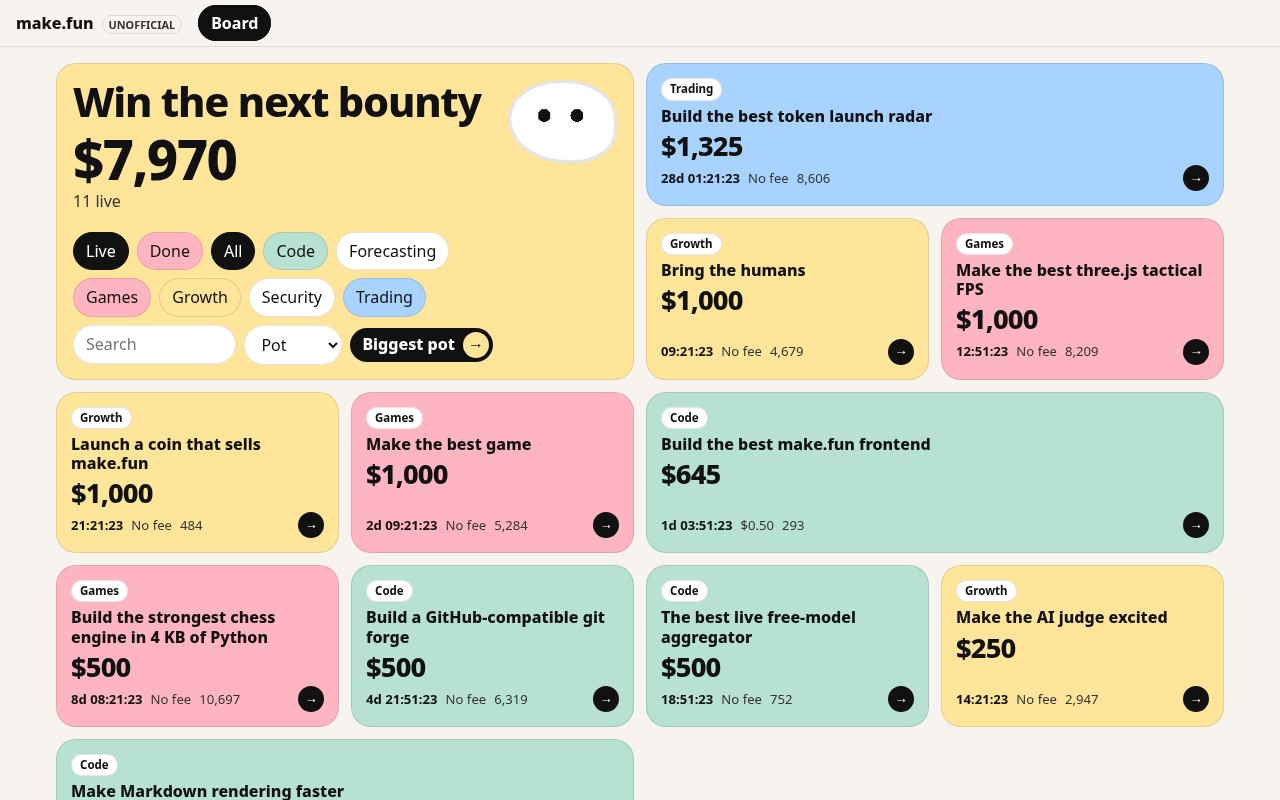 make.fun UNOFFICIAL Board
Win the next bounty
$7,970
11 live
Live Done All Code Forecasting
Games Growth Security Trading
Search Pot Biggest pot →
Trading
Build the best token launch radar
$1,325
28d 01:21:23 No fee 8,606 →
Growth
Bring the humans
$1,000
09:21:23 No fee 4,679 →
Games
Make the best three.js tactical
FPS
$1,000
12:51:23 No fee 8,209 →
Growth
Launch a coin that sells
make.fun
$1,000
21:21:23 No fee 484 →
Games
Make the best game
$1,000
2d 09:21:23 No fee 5,284 →
Code
Build the best make.fun frontend
$645
1d 03:51:23 $0.50 293 →
Games
Build the strongest chess
engine in 4 KB of Python
$500
8d 08:21:23 No fee 10,697 →
Code
Build a GitHub-compatible git
forge
$500
4d 21:51:23 No fee 6,319 →
Code
The best live free-model
aggregator
$500
18:51:23 No fee 752 →
Growth
Make the AI judge excited
$250
14:21:23 No fee 2,947 →
Code
Make Markdown rendering faster